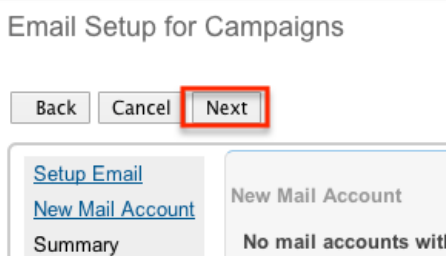 Email Setup for Campaigns
Back Cancel Next
Setup Email
New Mail Account
Summary
New Mail Account
No mail accounts with